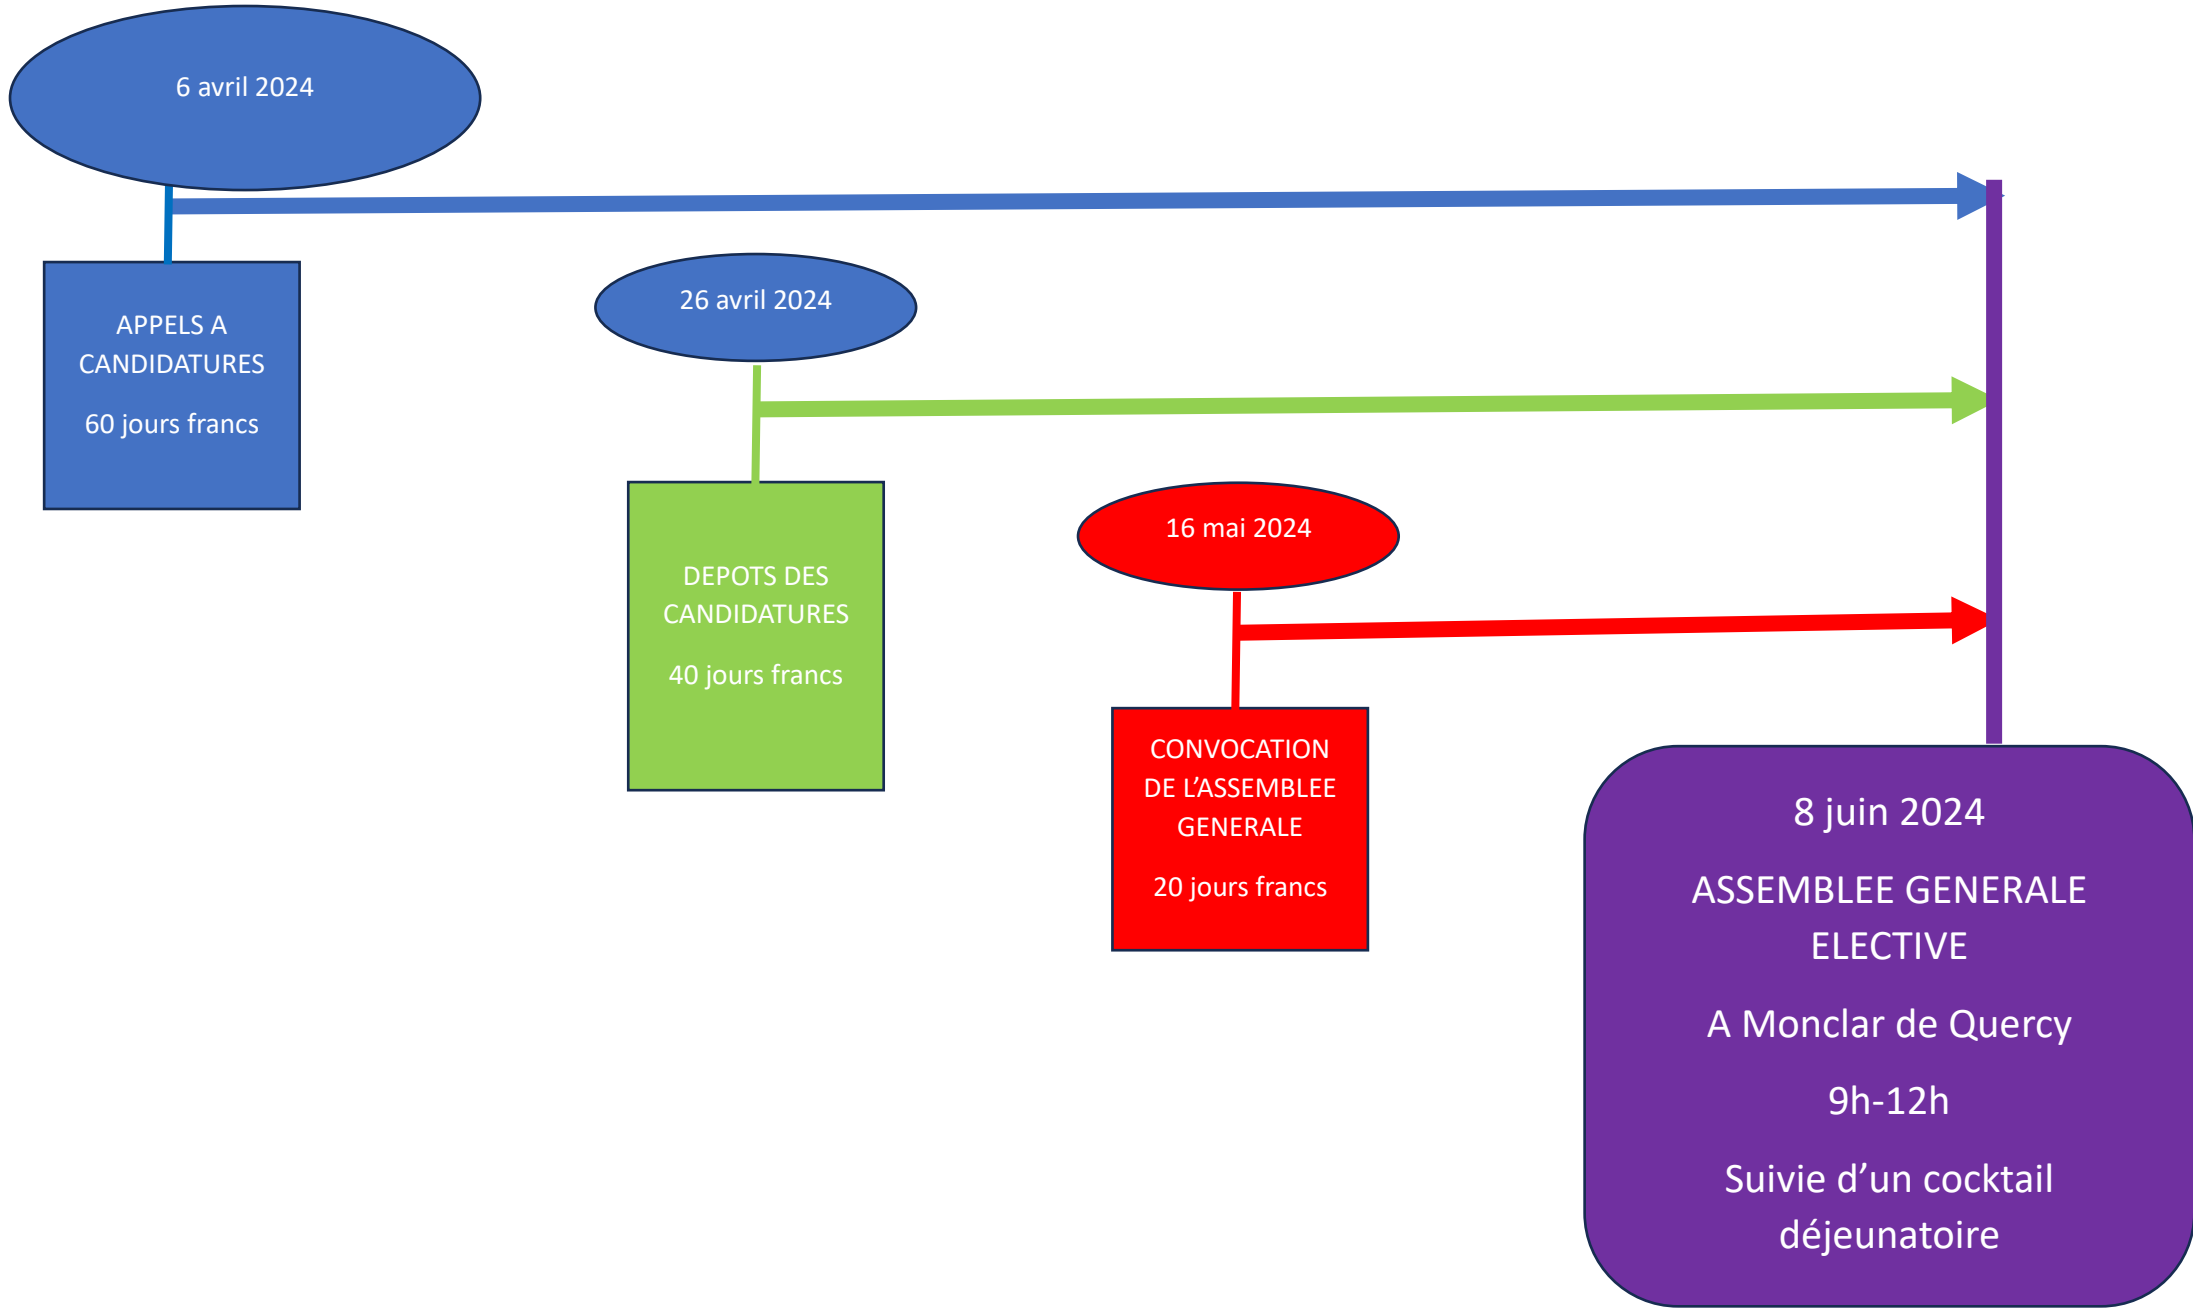 6 avril 2024
APPELS A
CANDIDATURES
60 jours francs
26 avril 2024
DEPOTS DES
CANDIDATURES
40 jours francs
16 mai 2024
CONVOCATION
DE L’ASSEMBLEE
GENERALE
20 jours francs
8 juin 2024
ASSEMBLEE GENERALE
ELECTIVE
A Monclar de Quercy
9h-12h
Suivie d’un cocktail
déjeunatoire